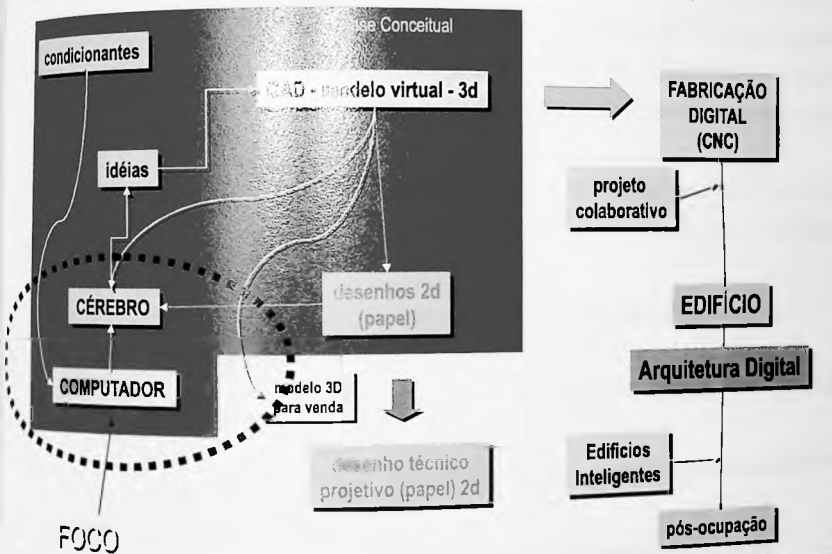 Conceitual
condicionantes
CAD - modelo virtual - 3d
FABRICAÇÃO
DIGITAL
(CNC)
idéias
projeto
colaborativo
CÉREBRO
desenhos 2d
(papel)
EDIFÍCIO
Arquitetura Digital
COMPUTADOR
modelo 3D
para venda
Edifícios
Inteligentes
desenho técnico
projetivo (papel) 2d
pós-ocupação
FOCO